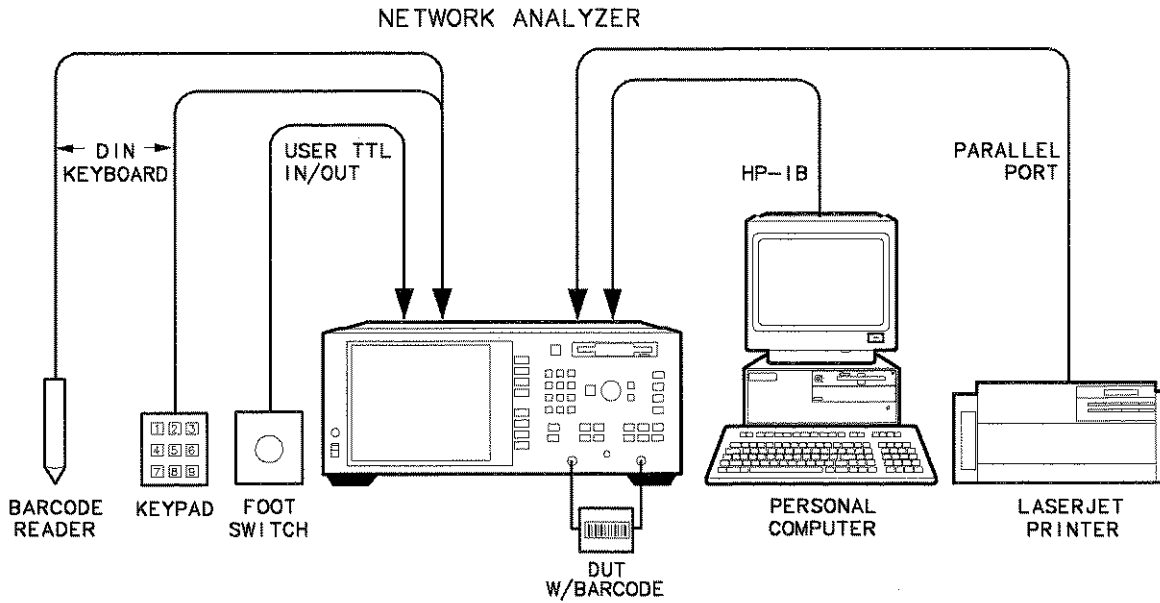 NETWORK ANALYZER
DIN
KEYBOARD
USER TTL
IN/OUT
HP-IB
PARALLEL
PORT
1 2 3
4 5 6
7 8 9
BARCODE
READER
KEYPAD
FOOT
SWITCH
DUT
W/BARCODE
PERSONAL
COMPUTER
LASERJET
PRINTER